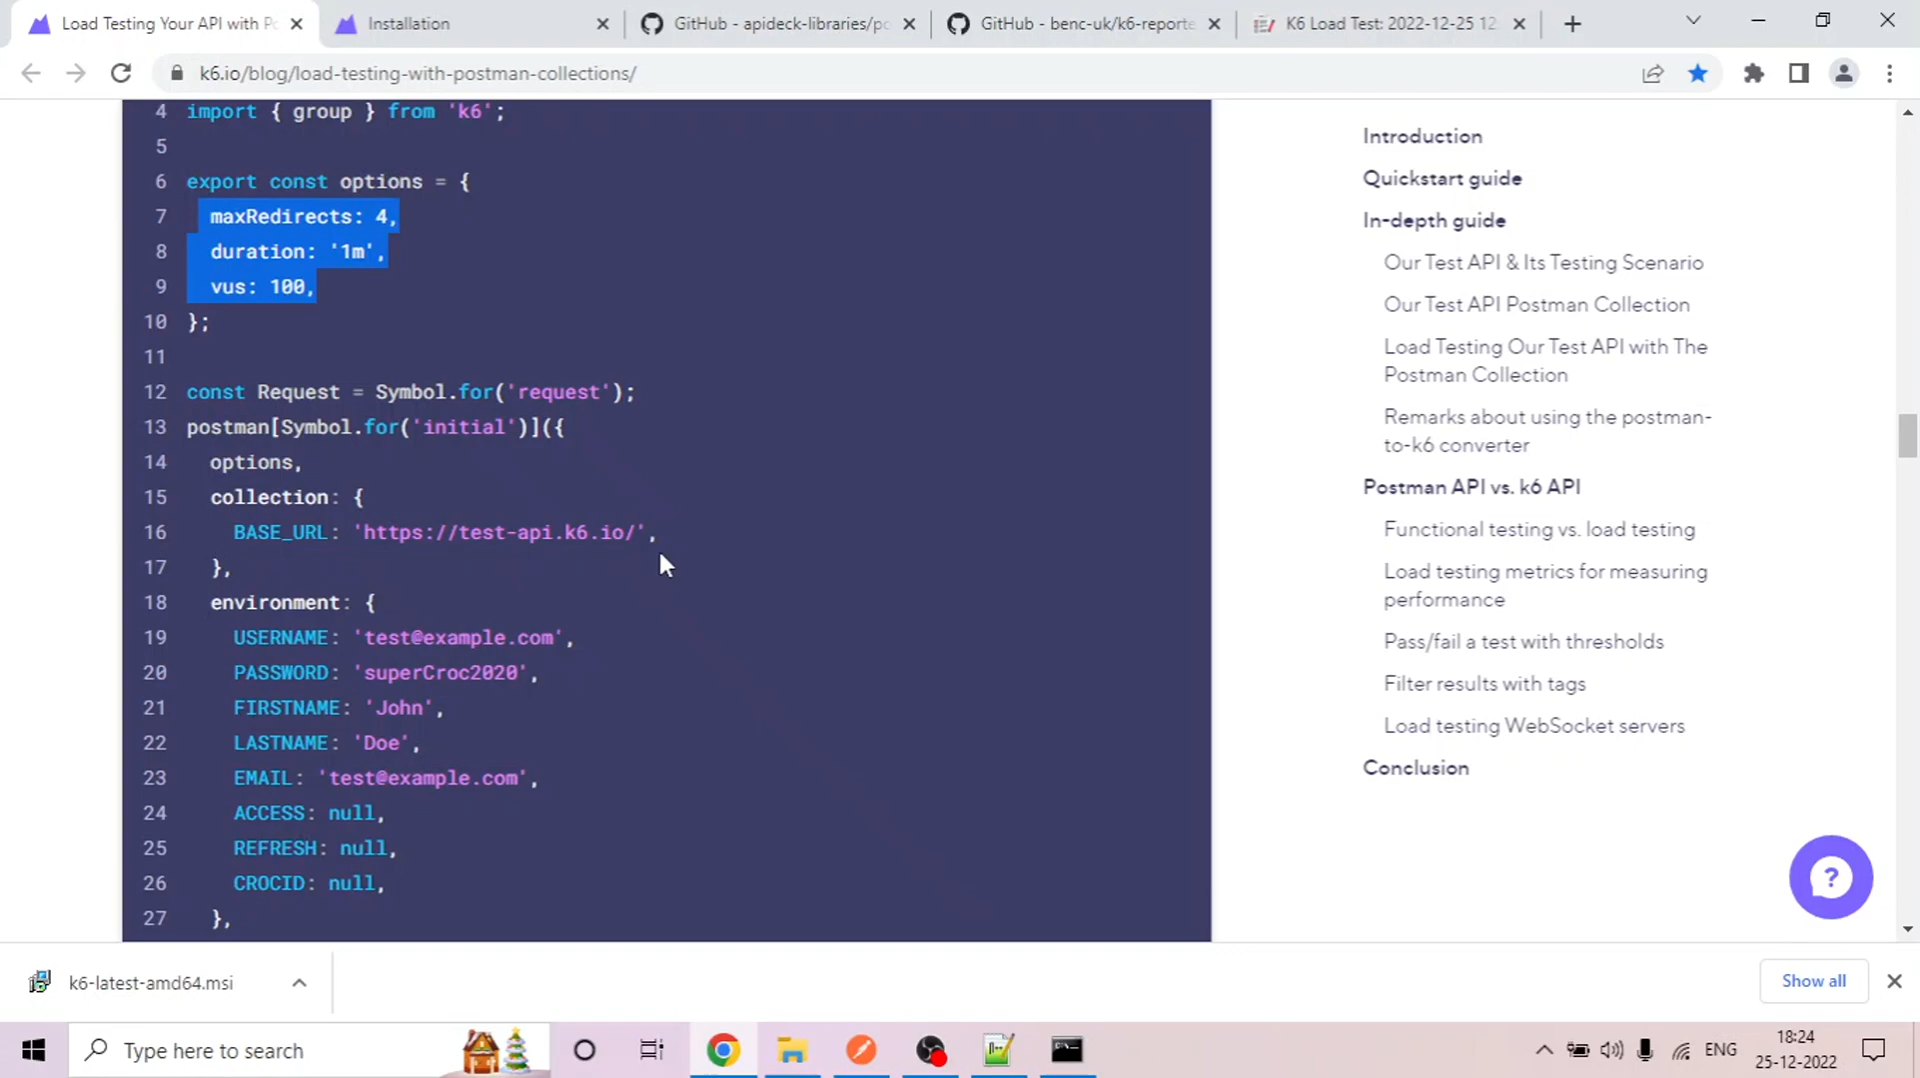 Load Testing Your API with Po
Installation
GitHub - apideck-libraries/po
GitHub - benc-uk/k6-reporte
K6 Load Test: 2022-12-25 12
k6.io/blog/load-testing-with-postman-collections/
4 import { group } from 'k6';
5
6 export const options = {
7 maxRedirects: 4,
8 duration: '1m',
9 vus: 100,
10 };
11
12 const Request = Symbol.for('request');
13 postman[Symbol.for('initial')]({
14 options,
15 collection: {
16 BASE_URL: 'https://test-api.k6.io/',
17 },
18 environment: {
19 USERNAME: 'test@example.com',
20 PASSWORD: 'superCroc2020',
21 FIRSTNAME: 'John',
22 LASTNAME: 'Doe',
23 EMAIL: 'test@example.com',
24 ACCESS: null,
25 REFRESH: null,
26 CROCID: null,
27 },
Introduction
Quickstart guide
In-depth guide
Our Test API & Its Testing Scenario
Our Test API Postman Collection
Load Testing Our Test API with The
Postman Collection
Remarks about using the postman-
to-k6 converter
Postman API vs. k6 API
Functional testing vs. load testing
Load testing metrics for measuring
performance
Pass/fail a test with thresholds
Filter results with tags
Load testing WebSocket servers
Conclusion
?
k6-latest-amd64.msi
Show all
Type here to search
ENG
18:24
25-12-2022